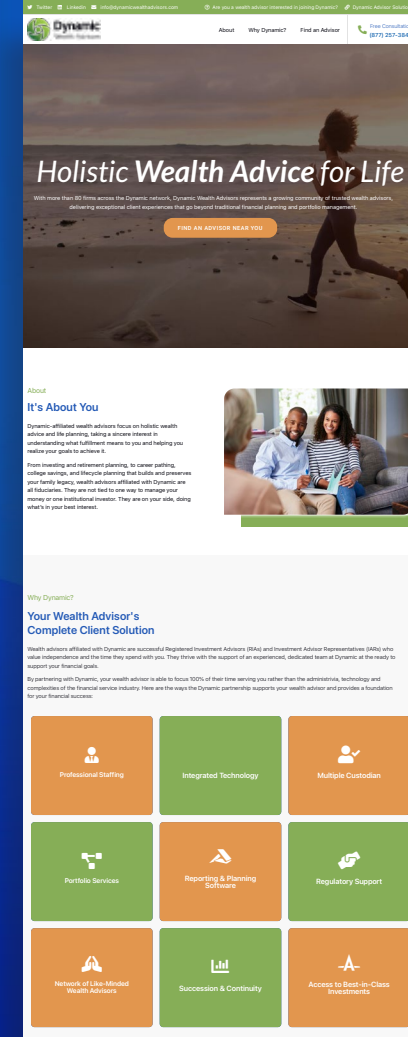 Twitter Linkedin info@dynamicwealthadvisors.com Are you a wealth advisor interested in joining Dynamic? Dynamic Advisor Solutio
Dynamic
Wealth Advisors
About Why Dynamic? Find an Advisor
Free Consultatio
(877) 257-384
Holistic Wealth Advice for Life
With more than 80 firms across the Dynamic network, Dynamic Wealth Advisors represents a growing community of trusted wealth advisors,
delivering exceptional client experiences that go beyond traditional financial planning and portfolio management.
FIND AN ADVISOR NEAR YOU
About
It's About You
Dynamic-affiliated wealth advisors focus on holistic wealth
advice and life planning, taking a sincere interest in
understanding what fulfillment means to you and helping you
realize your goals to achieve it.
From investing and retirement planning, to career pathing,
college savings, and lifecycle planning that builds and preserves
your family legacy, wealth advisors affiliated with Dynamic are
all fiduciaries. They are not tied to one way to manage your
money or one institutional investor. They are on your side, doing
what's in your best interest.
Why Dynamic?
Your Wealth Advisor's
Complete Client Solution
Wealth advisors affiliated with Dynamic are successful Registered Investment Advisors (RIAs) and Investment Advisor Representatives (IARs) who
value independence and the time they spend with you. They thrive with the support of an experienced, dedicated team at Dynamic at the ready to
support your financial goals.
By partnering with Dynamic, your wealth advisor is able to focus 100% of their time serving you rather than the administrivia, technology and
complexities of the financial service industry. Here are the ways the Dynamic partnership supports your wealth advisor and provides a foundation
for your financial success:
Professional Staffing
Integrated Technology
Multiple Custodian
Portfolio Services
Reporting & Planning
Software
Regulatory Support
Network of Like-Minded
Wealth Advisors
Succession & Continuity
Access to Best-in-Class
Investments